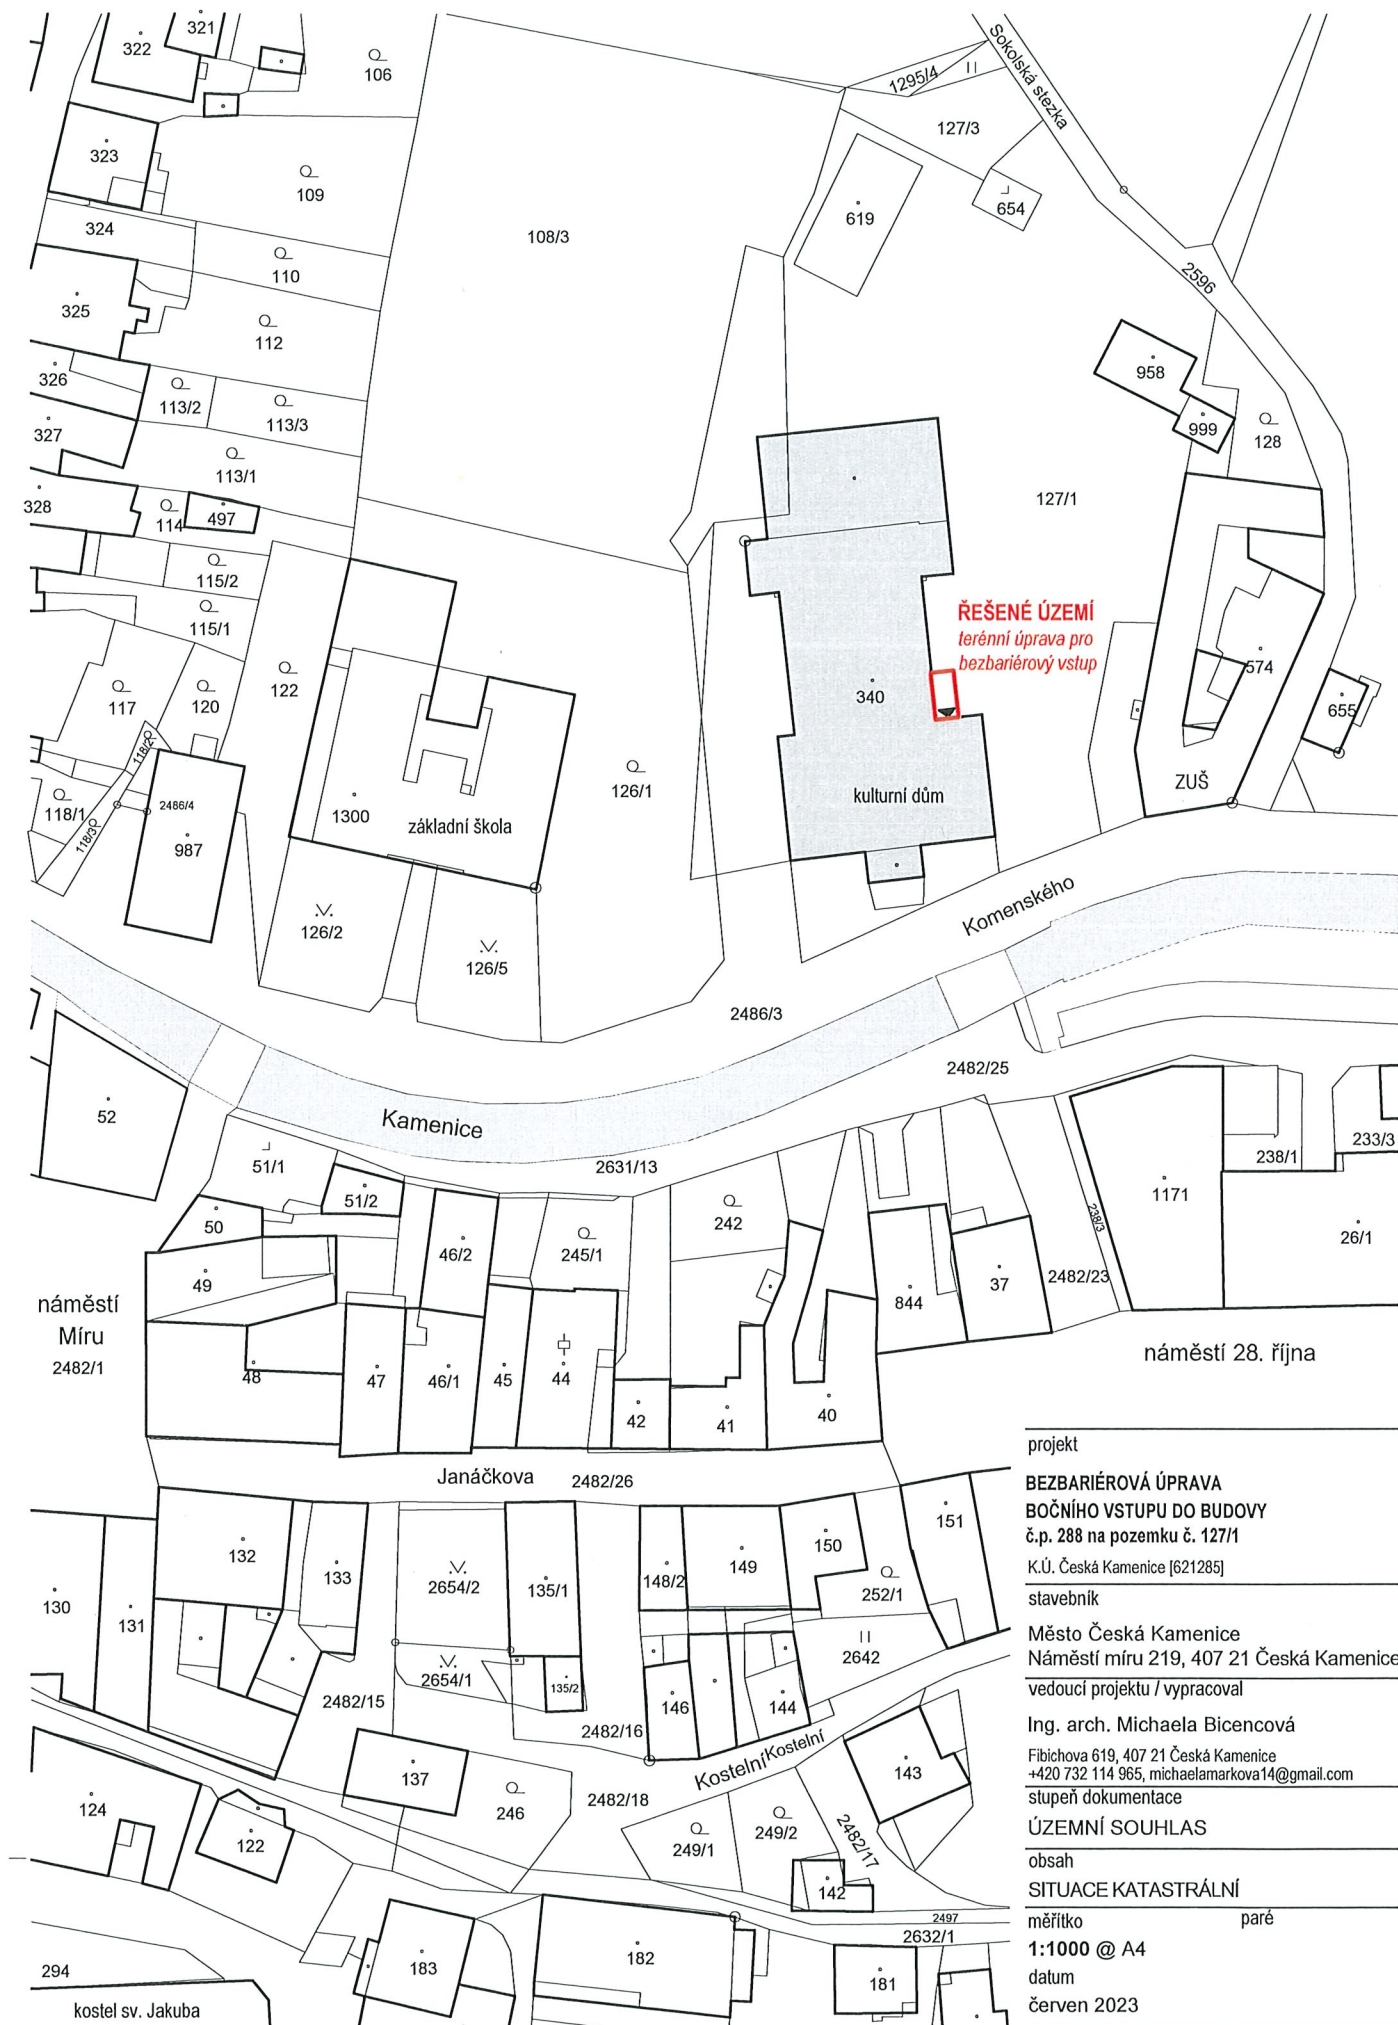 322
321
106
323
109
324
110
325
112
326
113/2
113/3
327
113/1
328
114
497
115/2
115/1
117
120
122
118/2
118/1
118/3
2486/4
987
108/3
1295/4
Sokolská stezka
127/3
619
654
2596
958
999
128
127/1
ŘEŠENÉ ÚZEMÍ
terénní úprava pro
bezbariérový vstup
340
574
655
ZUŠ
kulturní dům
126/1
1300
základní škola
126/2
126/5
Komenského
2486/3
2482/25
52
Kamenice
2631/13
51/1
51/2
50
49
46/2
245/1
242
844
37
2482/23
238/3
1171
238/1
233/3
26/1
náměstí
Míru
2482/1
48
47
46/1
45
44
42
41
40
náměstí 28. října
Janáčkova
2482/26
132
133
2654/2
135/1
148/2
149
150
151
252/1
130
131
2654/1
135/2
2482/15
2482/16
146
144
2642
Kostelní
Kostelní
137
246
2482/18
143
124
122
249/1
249/2
2482/17
142
2497
2632/1
183
182
181
294
kostel sv. Jakuba
projekt
BEZBARIÉROVÁ ÚPRAVA
BOČNÍHO VSTUPU DO BUDOVY
č.p. 288 na pozemku č. 127/1
K.Ú. Česká Kamenice [621285]
stavebník
Město Česká Kamenice
Náměstí míru 219, 407 21 Česká Kamenice
vedoucí projektu / vypracoval
Ing. arch. Michaela Bicencová
Fibichova 619, 407 21 Česká Kamenice
+420 732 114 965, michaelamarkova14@gmail.com
stupeň dokumentace
ÚZEMNÍ SOUHLAS
obsah
SITUACE KATASTRÁLNÍ
měřítko paré
1:1000 @ A4
datum
červen 2023